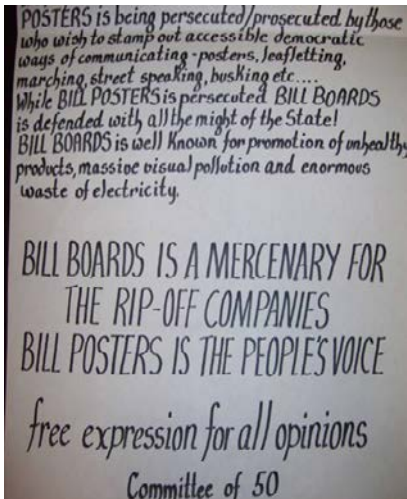 POSTERS is being persecuted/prosecuted by those
who wish to stamp out accessible democratic
ways of communicating - posters, leafletting,
marching, street speaking, busking etc....
While BILL POSTERS is persecuted BILL BOARDS
is defended with all the might of the State!
BILL BOARDS is well Known for promotion of unhealthy
products, massive visual pollution and enormous
waste of electricity.
BILL BOARDS IS A MERCENARY FOR
THE RIP-OFF COMPANIES
BILL POSTERS IS THE PEOPLE'S VOICE
free expression for all opinions
Committee of 50